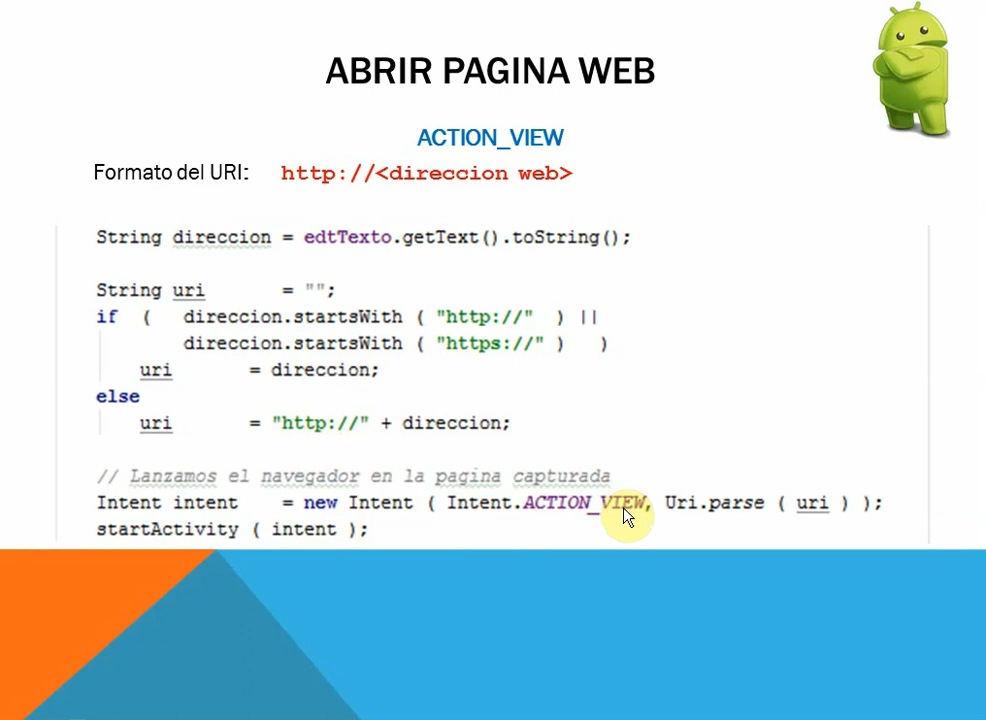 ABRIR PAGINA WEB
ACTION_VIEW
Formato del URI: http://<direccion web>
String direccion = edtTexto.getText().toString();
String uri = "";
if ( direccion.startsWith ( "http://" ) ||
direccion.startsWith ( "https://" ) )
uri = direccion;
else
uri = "http://" + direccion;
// Lanzamos el navegador en la pagina capturada
Intent intent = new Intent ( Intent.ACTION_VIEW, Uri.parse ( uri ) );
startActivity ( intent );